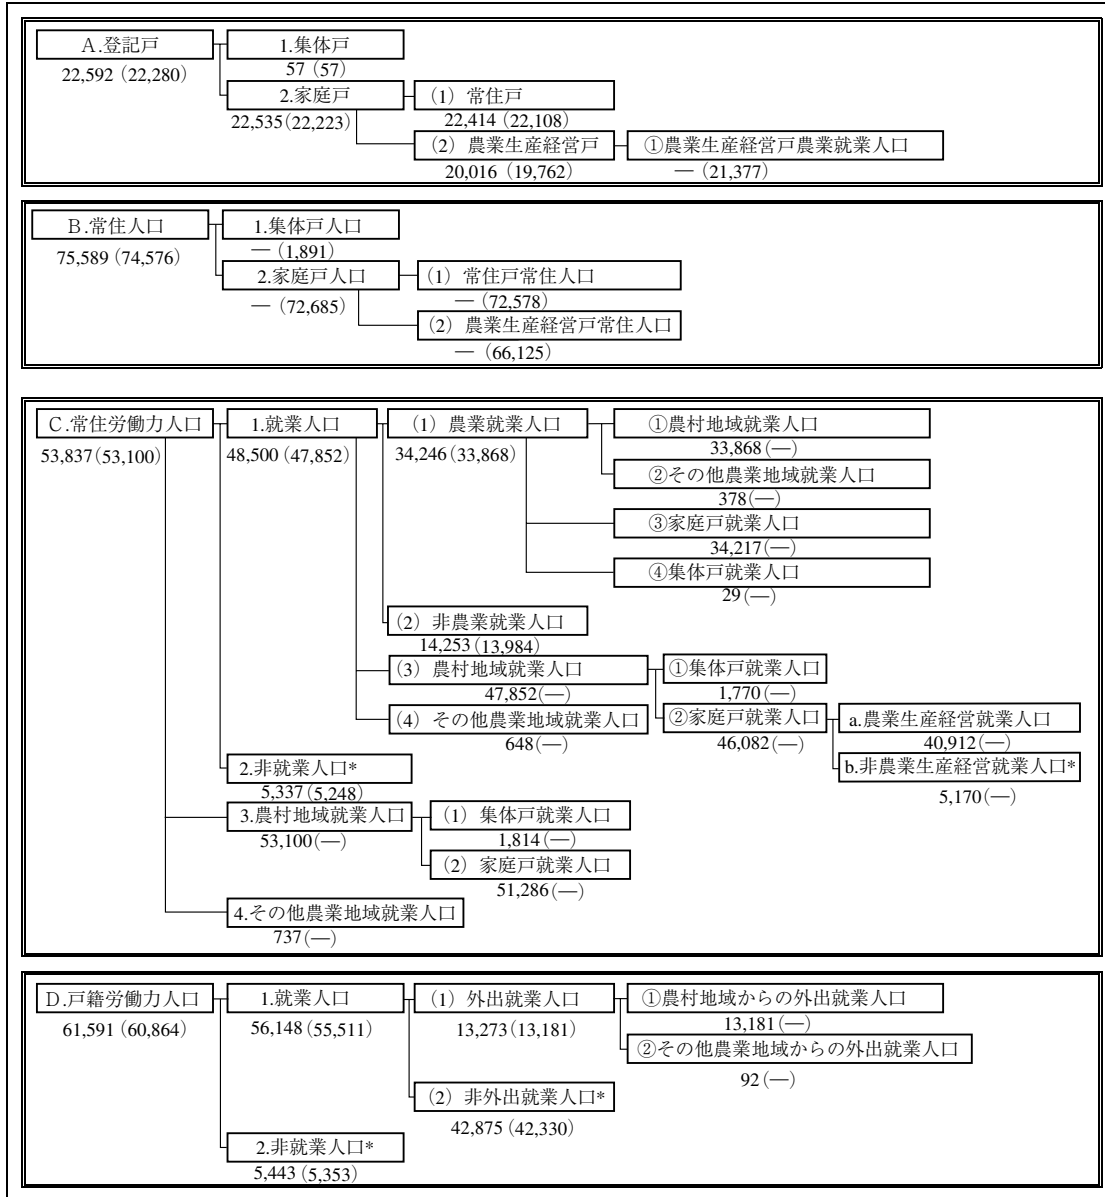 A.登記戸 1.集体戸
22,592 (22,280) 57 (57)
2.家庭戸 (1) 常住戸
22,535(22,223) 22,414 (22,108)
(2) 農業生産経営戸 ①農業生産経営戸農業就業人口
20,016 (19,762) ― (21,377)
B.常住人口 1.集体戸人口
75,589 (74,576) ― (1,891)
2.家庭戸人口 (1) 常住戸常住人口
― (72,685) ― (72,578)
(2) 農業生産経営戸常住人口
― (66,125)
C.常住労働力人口 1.就業人口 (1) 農業就業人口 ①農村地域就業人口
53,837(53,100) 48,500 (47,852) 34,246(33,868) 33,868(―)
②その他農業地域就業人口
378(―)
③家庭戸就業人口
34,217(―)
④集体戸就業人口
29(―)
(2) 非農業就業人口
14,253(13,984)
(3) 農村地域就業人口 ①集体戸就業人口
47,852(―) 1,770(―)
(4) その他農業地域就業人口 ②家庭戸就業人口 a.農業生産経営就業人口
648(―) 46,082(―) 40,912(―)
2.非就業人口* b.非農業生産経営就業人口*
5,337(5,248) 5,170(―)
3.農村地域就業人口 (1) 集体戸就業人口
53,100(―) 1,814(―)
(2) 家庭戸就業人口
51,286(―)
4.その他農業地域就業人口
737(―)
D.戸籍労働力人口 1.就業人口 (1) 外出就業人口 ①農村地域からの外出就業人口
61,591 (60,864) 56,148 (55,511) 13,273(13,181) 13,181(―)
②その他農業地域からの外出就業人口
92(―)
(2) 非外出就業人口*
42,875 (42,330)
2.非就業人口*
5,443 (5,353)